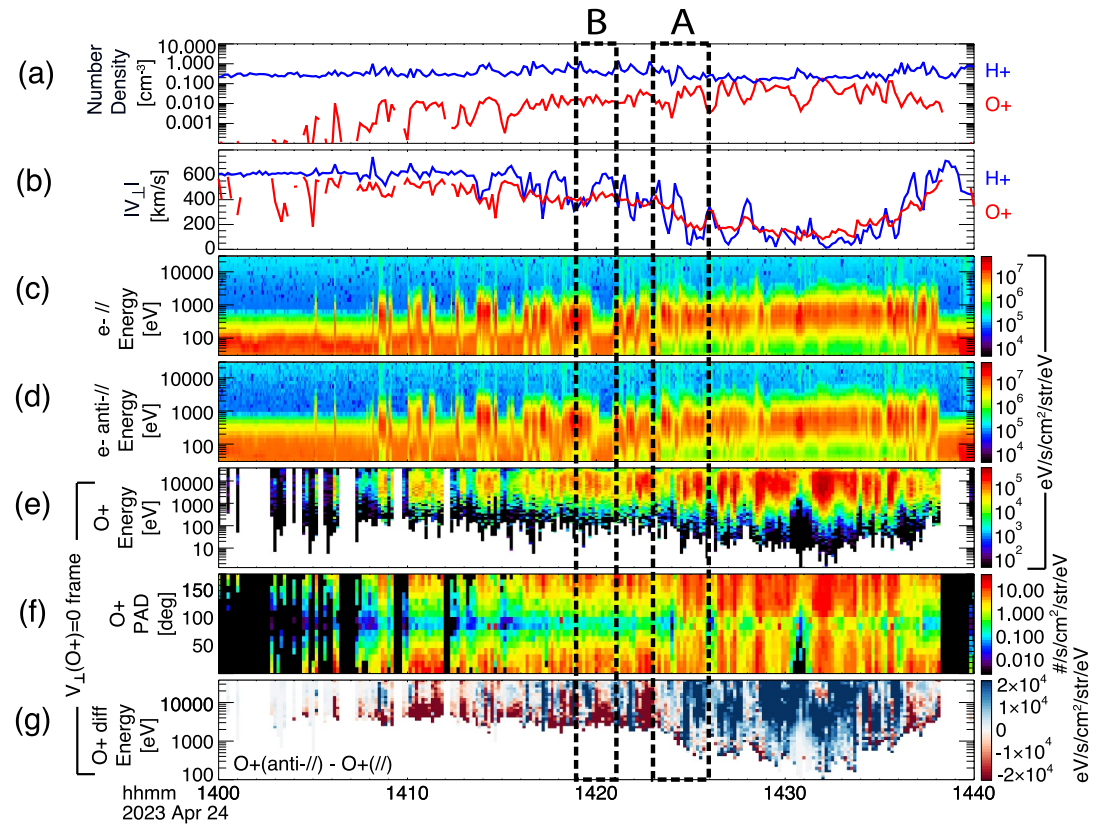 B A
(a)
Number
Density
[cm⁻³]
10.000
1.000
0.100
0.010
0.001
H+
O+
(b)
|V⊥|
[km/s]
600
400
200
0
H+
O+
(c)
e- //
Energy
[eV]
10000
1000
100
10⁷
10⁶
10⁵
10⁴
(d)
e- anti-//
Energy
[eV]
10000
1000
100
10⁷
10⁶
10⁵
10⁴
eV/s/cm²/str/eV
(e)
O+
Energy
[eV]
10000
1000
100
10
10⁵
10⁴
10³
10²
V⊥(O+)=0 frame
(f)
O+
PAD
[deg]
150
100
50
10.00
1.000
0.100
0.010
#/s/cm²/str/eV
(g)
O+ diff
Energy
[eV]
10000
1000
100
O+(anti-//) - O+(//)
2×10⁴
1×10⁴
0
-1×10⁴
-2×10⁴
eV/s/cm²/str/eV
hhmm
1400 1410 1420 1430 1440
2023 Apr 24